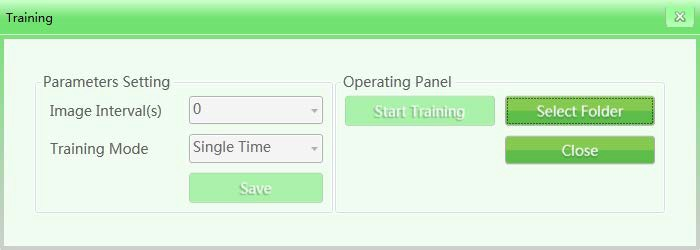 Training
Parameters Setting
Image Interval(s)
0
Training Mode
Single Time
Save
Operating Panel
Start Training
Select Folder
Close